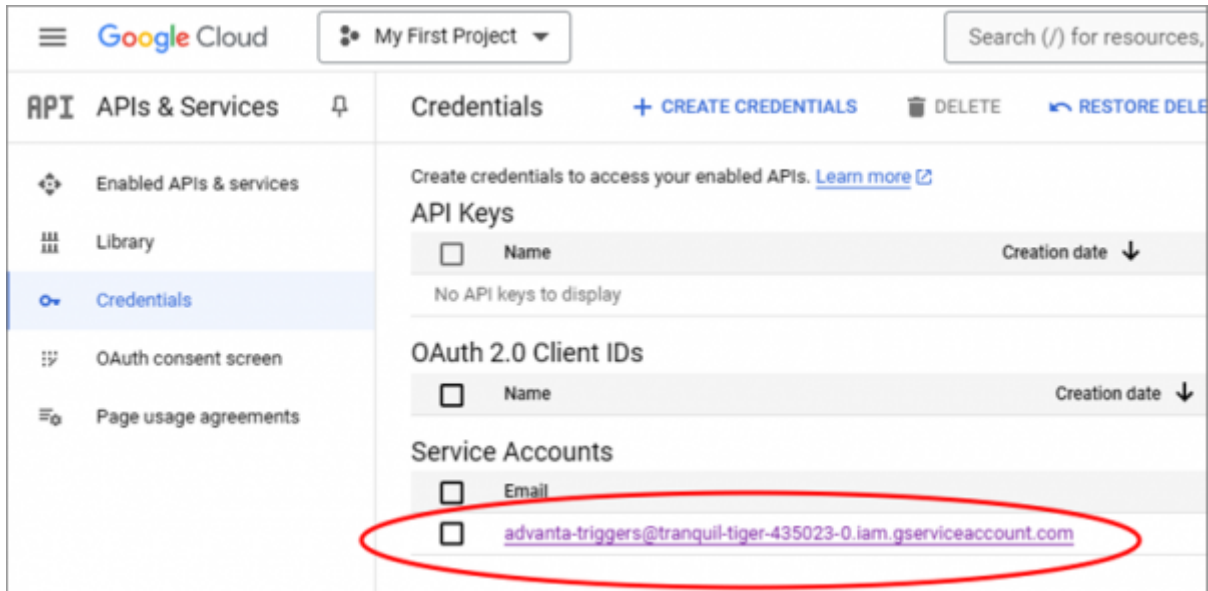 Google Cloud My First Project Search (/) for resources,
API APIs & Services Credentials + CREATE CREDENTIALS DELETE RESTORE DELE
Enabled APIs & services
Library
Credentials
OAuth consent screen
Page usage agreements
Create credentials to access your enabled APIs. Learn more
API Keys
Name Creation date
No API keys to display
OAuth 2.0 Client IDs
Name Creation date
Service Accounts
Email
advanta-triggers@tranquil-tiger-435023-0.iam.gserviceaccount.com